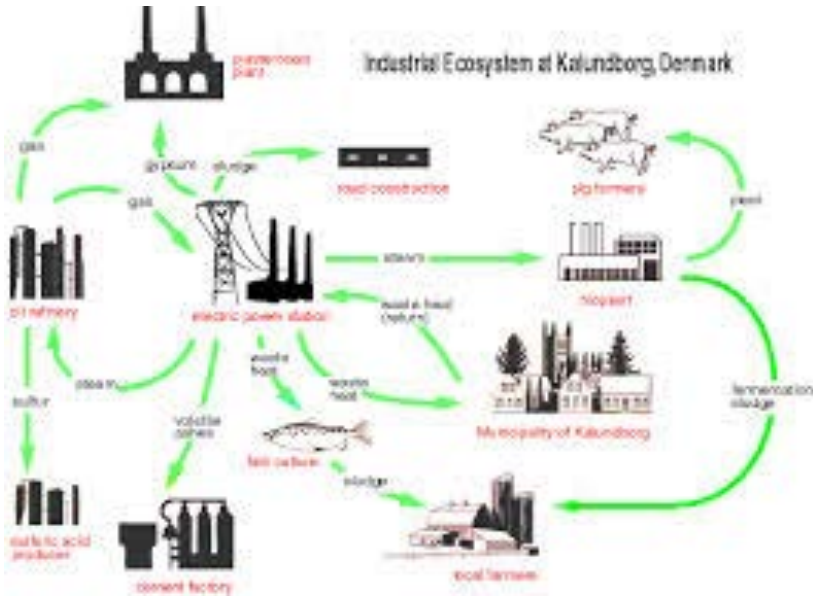 plasterboard
plant
Industrial Ecosystem at Kalundborg, Denmark
gas
gypsum
sludge
road construction
pig farmers
gas
yeast
steam
oil refinery
electric power station
waste heat
(return)
waste
heat
waste
heat
steam
fermentation
sludge
sulfur
volatile
ashes
Municipality of Kalundborg
fish culture
sludge
sulfuric acid
producer
cement factory
local farmers